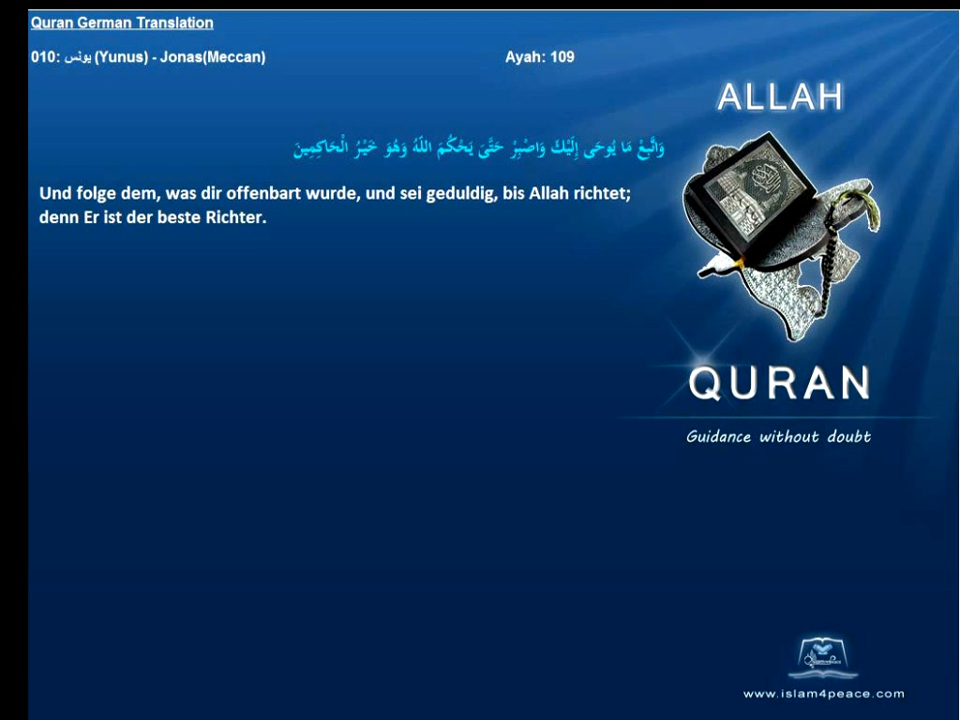 Quran German Translation
010: يونس (Yunus) - Jonas(Meccan) Ayah: 109
ALLAH
وَاتَّبِعْ مَا يُوحَى إِلَيْكَ وَاصْبِرْ حَتَّىَ يَحْكُمَ اللّهُ وَهُوَ خَيْرُ الْحَاكِمِينَ
Und folge dem, was dir offenbart wurde, und sei geduldig, bis Allah richtet;
denn Er ist der beste Richter.
QURAN
Guidance without doubt
www.islam4peace.com